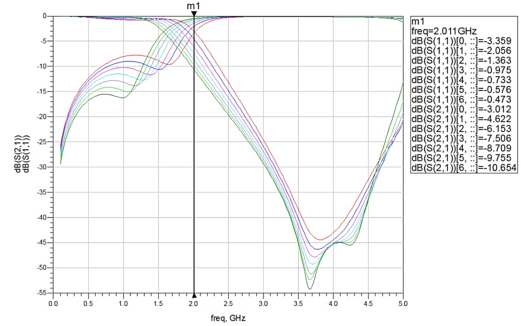 m1
dB(S(2,1))
dB(S(1,1))
0
-5
-10
-15
-20
-25
-30
-35
-40
-45
-50
-55
0.0 0.5 1.0 1.5 2.0 2.5 3.0 3.5 4.0 4.5 5.0
freq, GHz
m1
freq=2.011GHz
dB(S(1,1))[0, ::]=-3.359
dB(S(1,1))[1, ::]=-2.056
dB(S(1,1))[2, ::]=-1.363
dB(S(1,1))[3, ::]=-0.975
dB(S(1,1))[4, ::]=-0.733
dB(S(1,1))[5, ::]=-0.576
dB(S(1,1))[6, ::]=-0.473
dB(S(2,1))[0, ::]=-3.012
dB(S(2,1))[1, ::]=-4.622
dB(S(2,1))[2, ::]=-6.153
dB(S(2,1))[3, ::]=-7.506
dB(S(2,1))[4, ::]=-8.709
dB(S(2,1))[5, ::]=-9.755
dB(S(2,1))[6, ::]=-10.654